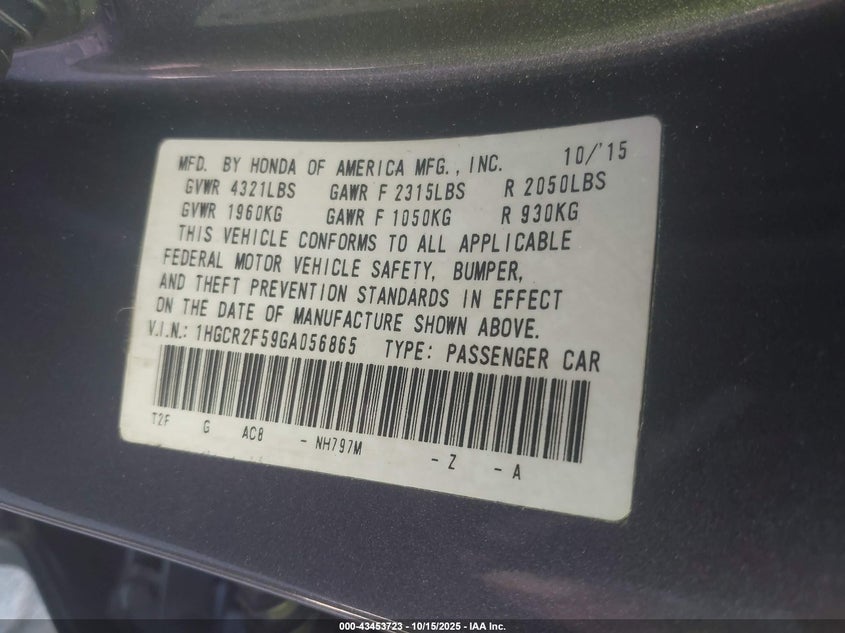 MFD. BY HONDA OF AMERICA MFG., INC. 10/'15
GVWR 4321LBS GAWR F 2315LBS R 2050LBS
GVWR 1960KG GAWR F 1050KG R 930KG
THIS VEHICLE CONFORMS TO ALL APPLICABLE
FEDERAL MOTOR VEHICLE SAFETY, BUMPER,
AND THEFT PREVENTION STANDARDS IN EFFECT
ON THE DATE OF MANUFACTURE SHOWN ABOVE.
V.I.N.: 1HGCR2F59GA056865 TYPE: PASSENGER CAR
T2F G AC8 - NH797M - Z - A
000-43453723 | 10/15/2025 | IAA Inc.